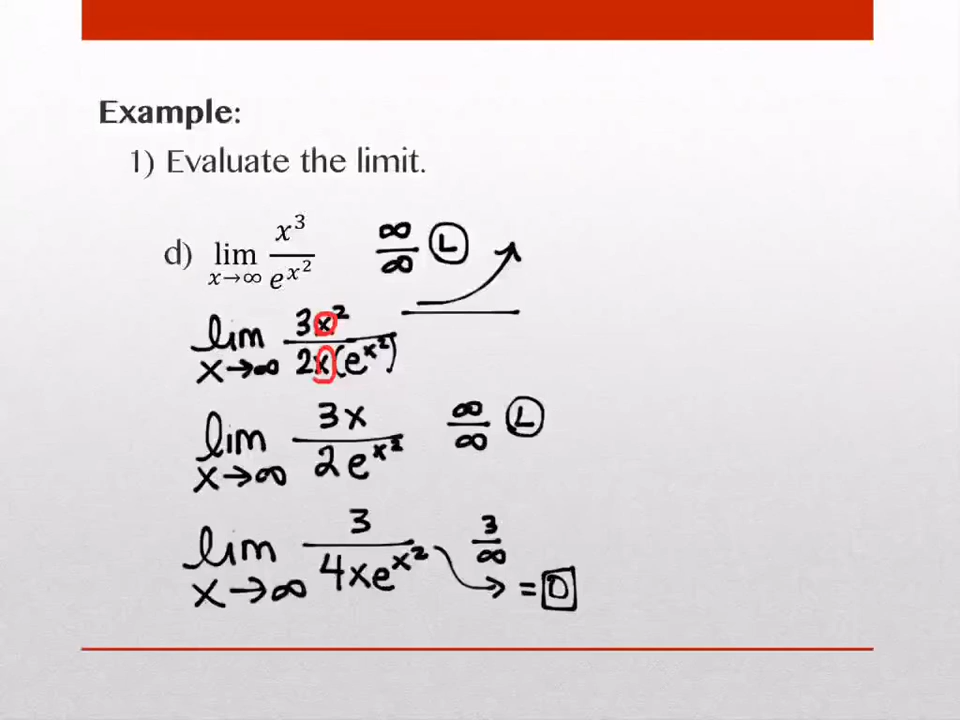 Example:
1) Evaluate the limit.
d) lim x→∞ x³/e^(x²) ∞/∞ Ⓛ
lim x→∞ 3x²/2x(e^(x²))
lim x→∞ 3x/2e^(x²) ∞/∞ Ⓛ
lim x→∞ 3/4xe^(x²) 3/∞ → = 0